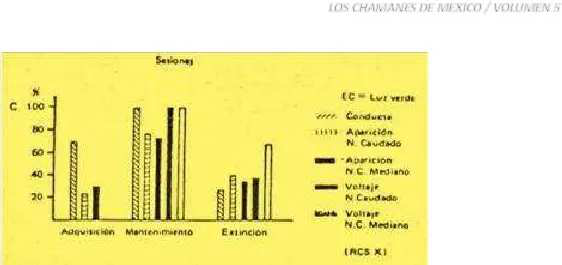 LOS CHAMANES DE MEXICO / VOLUMEN 5
Sesiones
%
C 100
80
60
40
20
Adquisición Mantenimiento Extinción
EC = Luz verde
Conducta
Aparición
N. Caudado
Aparición
N.C. Mediano
Voltaje
N. Caudado
Voltaje
N.C. Mediano
(RCS X)